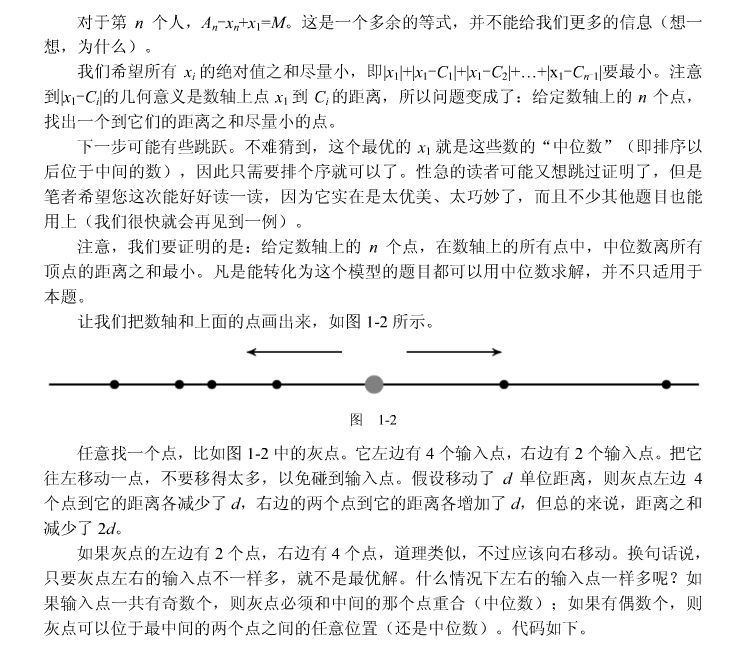 对于第 n 个人，Aₙ-xₙ+x₁=M。这是一个多余的等式，并不能给我们更多的信息（想一
想，为什么）。
我们希望所有 xᵢ 的绝对值之和尽量小，即|x₁|+|x₁-C₁|+|x₁-C₂|+…+|x₁-Cₙ₋₁|要最小。注意
到|x₁-Cᵢ|的几何意义是数轴上点 x₁ 到 Cᵢ 的距离，所以问题变成了：给定数轴上的 n 个点，
找出一个到它们的距离之和尽量小的点。
下一步可能有些跳跃。不难猜到，这个最优的 x₁ 就是这些数的“中位数”（即排序以
后位于中间的数），因此只需要排个序就可以了。性急的读者可能又想跳过证明了，但是
笔者希望您这次能好好读一读，因为它实在是太优美、太巧妙了，而且不少其他题目也能
用上（我们很快就会再见到一例）。
注意，我们要证明的是：给定数轴上的 n 个点，在数轴上的所有点中，中位数离所有
顶点的距离之和最小。凡是能转化为这个模型的题目都可以用中位数求解，并不只适用于
本题。
让我们把数轴和上面的点画出来，如图 1-2 所示。
图 1-2
任意找一个点，比如图 1-2 中的灰点。它左边有 4 个输入点，右边有 2 个输入点。把它
往左移动一点，不要移得太多，以免碰到输入点。假设移动了 d 单位距离，则灰点左边 4
个点到它的距离各减少了 d，右边的两个点到它的距离各增加了 d，但总的来说，距离之和
减少了 2d。
如果灰点的左边有 2 个点，右边有 4 个点，道理类似，不过应该向右移动。换句话说，
只要灰点左右的输入点不一样多，就不是最优解。什么情况下左右的输入点一样多呢？如
果输入点一共有奇数个，则灰点必须和中间的那个点重合（中位数）；如果有偶数个，则
灰点可以位于最中间的两个点之间的任意位置（还是中位数）。代码如下。